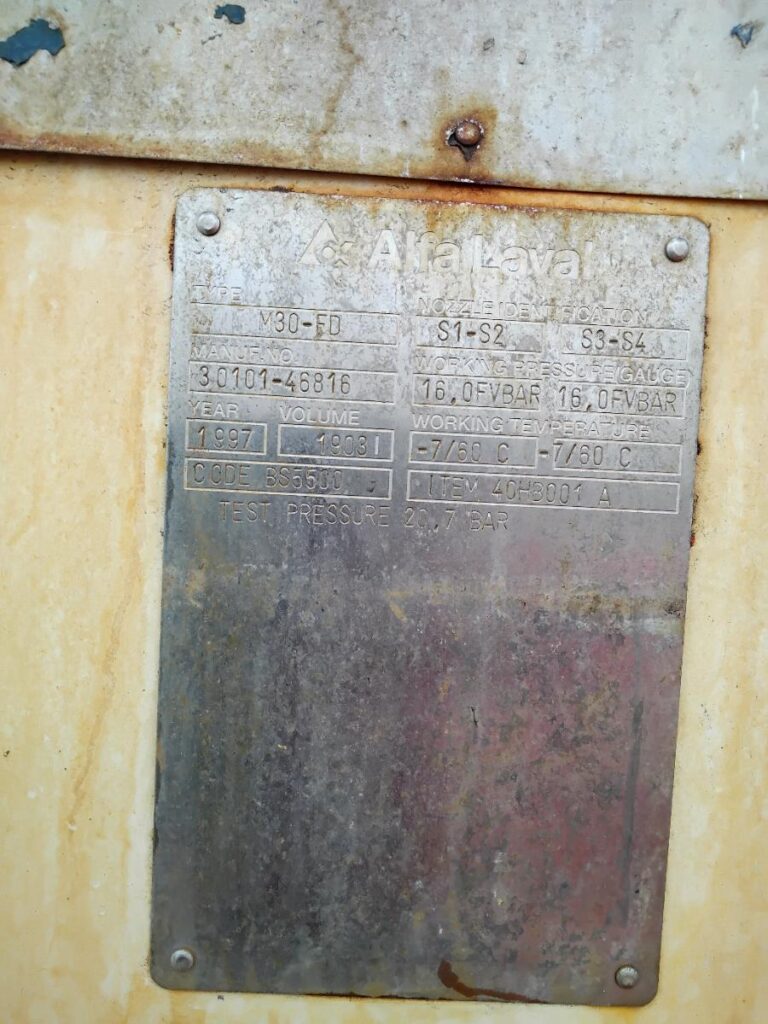 Alfa Laval
TYPE NOZZLE IDENTIFICATION
M30-FD S1-S2 S3-S4
MANUF. NO. WORKING PRESSURE/GAUGE
3.0101-46816 16,0FVBAR 16,0FVBAR
YEAR VOLUME WORKING TEMPERATURE
1997 1903l -7/60 C -7/60 C
CODE BS5500 ITEM 40HB001 A
TEST PRESSURE 20,7 BAR